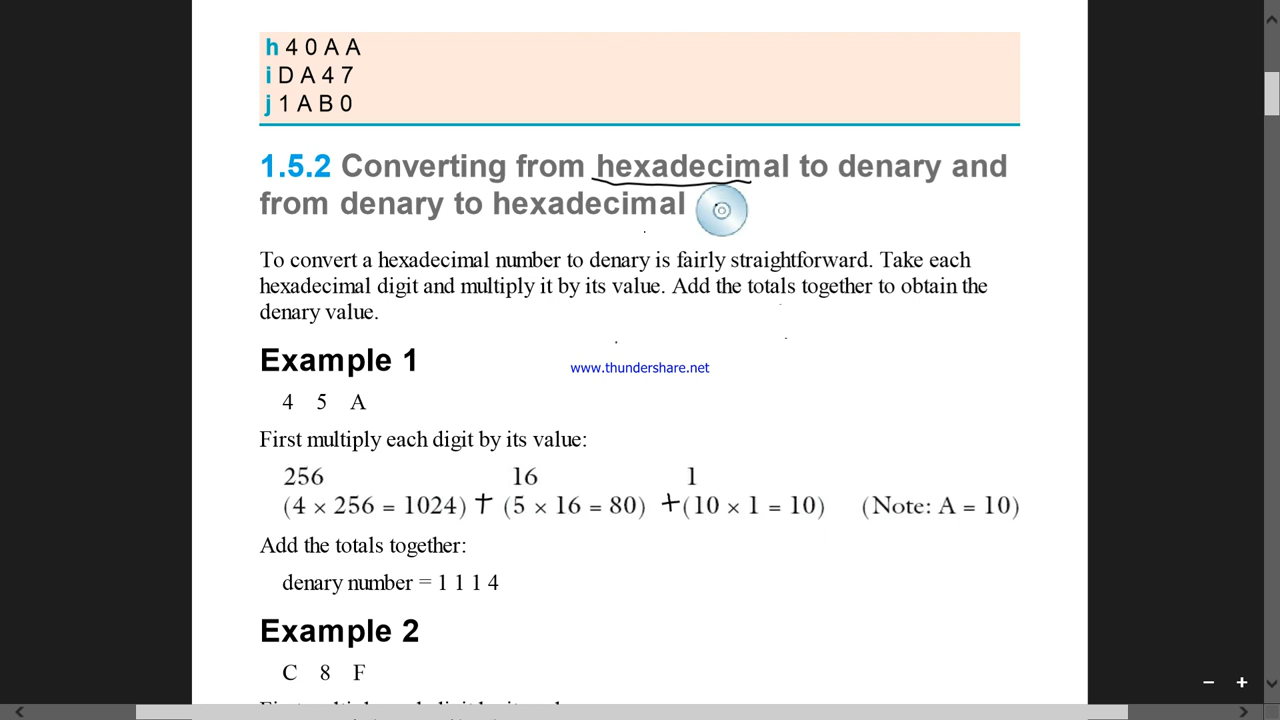 h 4 0 A A
i D A 4 7
j 1 A B 0
1.5.2 Converting from hexadecimal to denary and
from denary to hexadecimal
To convert a hexadecimal number to denary is fairly straightforward. Take each
hexadecimal digit and multiply it by its value. Add the totals together to obtain the
denary value.
Example 1
www.thundershare.net
4 5 A
First multiply each digit by its value:
256 16 1
(4 × 256 = 1024) + (5 × 16 = 80) + (10 × 1 = 10) (Note: A = 10)
Add the totals together:
denary number = 1 1 1 4
Example 2
C 8 F